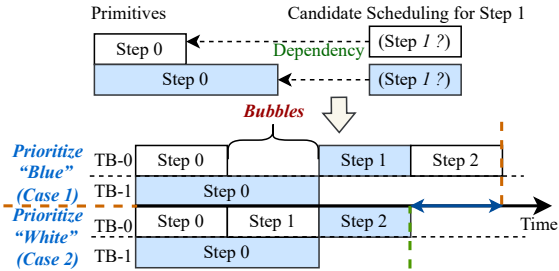 Primitives
Candidate Scheduling for Step 1
Step 0
(Step 1 ?)
Dependency
Step 0
(Step 1 ?)
Bubbles
Prioritize
“Blue”
(Case 1)
TB-0
Step 0
Step 1
Step 2
TB-1
Step 0
Prioritize
“White”
(Case 2)
TB-0
Step 0
Step 1
Step 2
Time
TB-1
Step 0